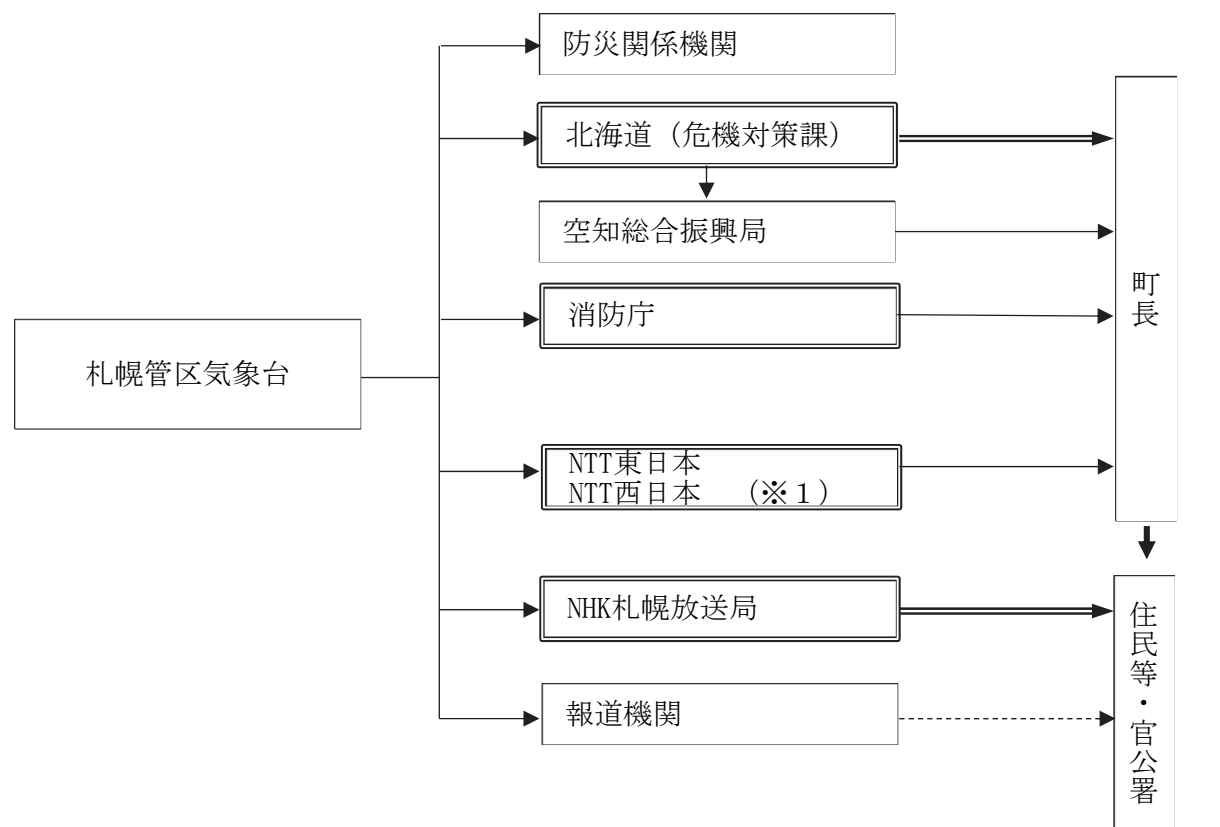 防災関係機関
北海道（危機対策課）
空知総合振興局
消防庁
札幌管区気象台
NTT東日本
NTT西日本　（※１）
NHK札幌放送局
報道機関
町長
住民等・官公署